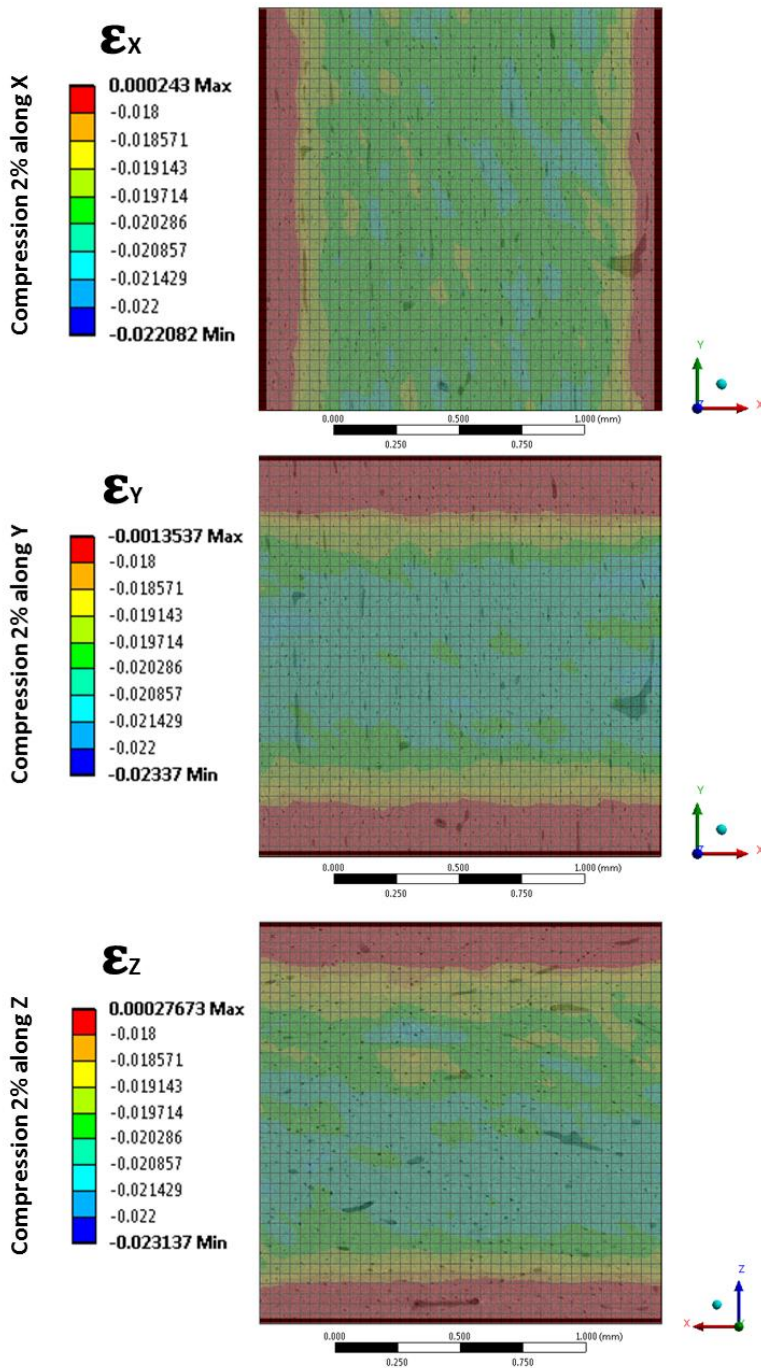 Compression 2% along X
εX
0.000243 Max
-0.018
-0.018571
-0.019143
-0.019714
-0.020286
-0.020857
-0.021429
-0.022
-0.022082 Min
Y
Z
X
0.000 0.500 1.000 (mm)
0.250 0.750
Compression 2% along Y
εY
-0.0013537 Max
-0.018
-0.018571
-0.019143
-0.019714
-0.020286
-0.020857
-0.021429
-0.022
-0.02337 Min
Y
Z
X
0.000 0.500 1.000 (mm)
0.250 0.750
Compression 2% along Z
εZ
0.00027673 Max
-0.018
-0.018571
-0.019143
-0.019714
-0.020286
-0.020857
-0.021429
-0.022
-0.023137 Min
Z
X
0.000 0.500 1.000 (mm)
0.250 0.750